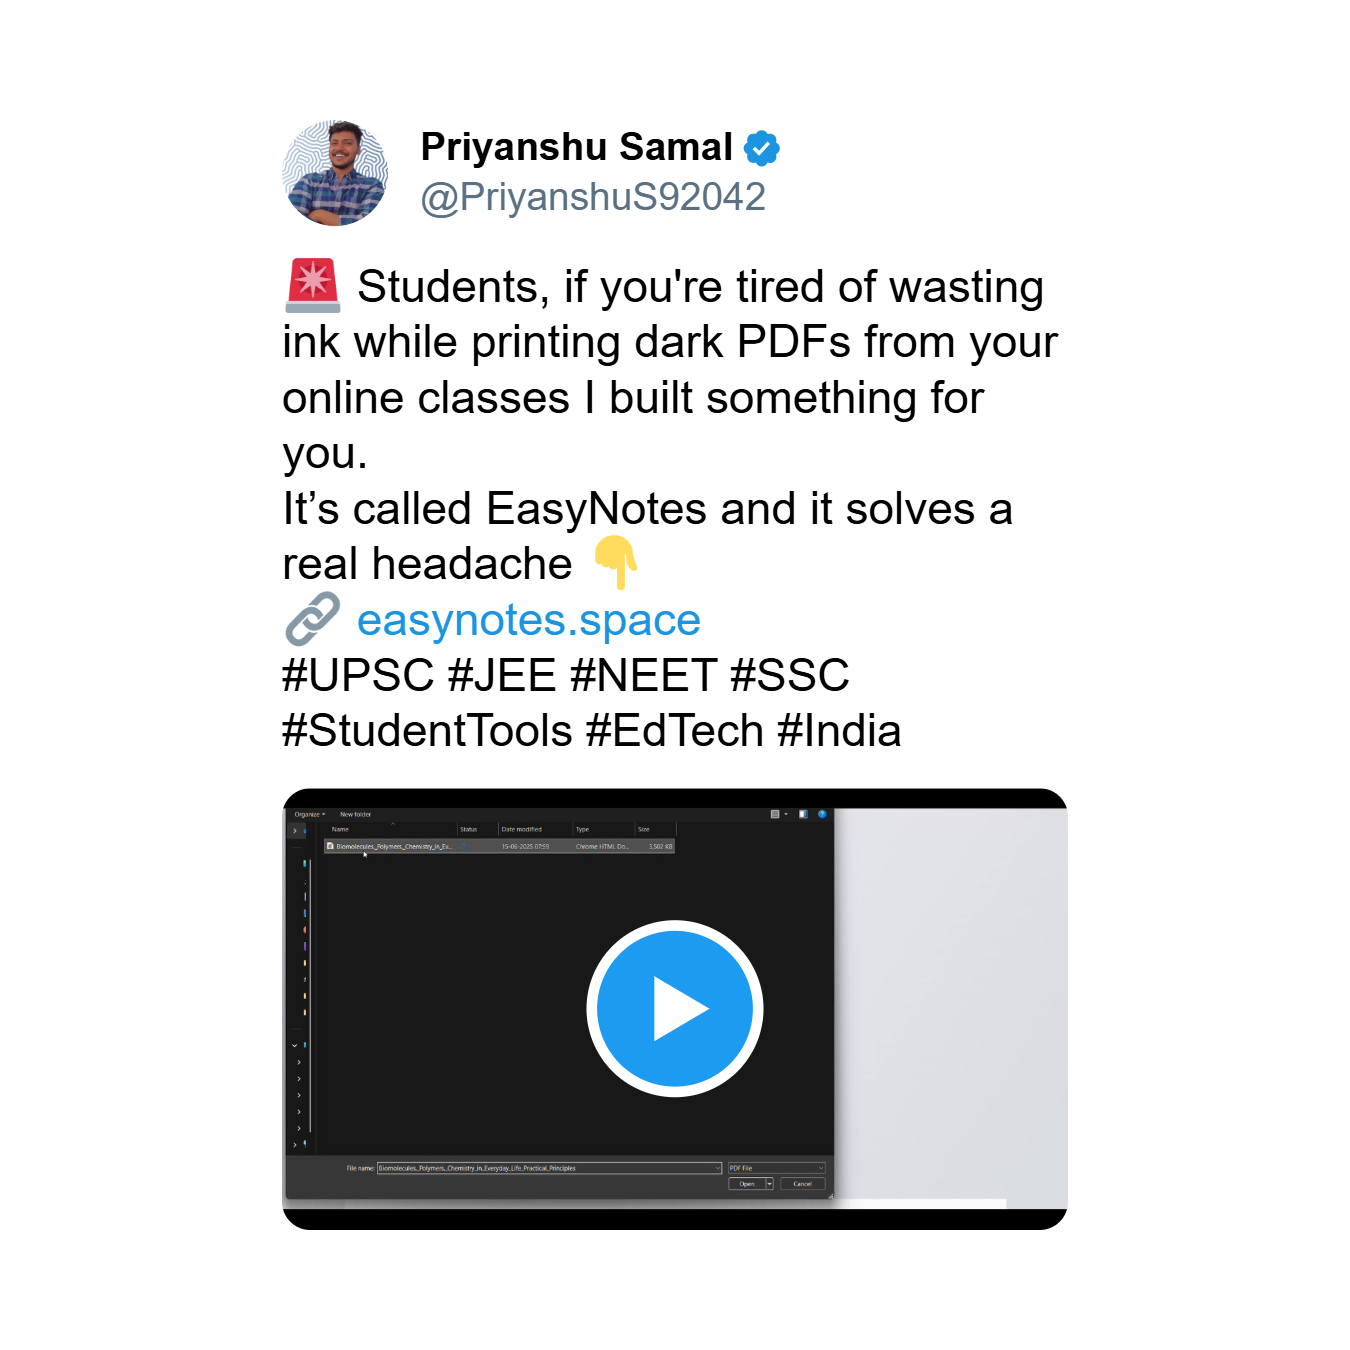 Priyanshu Samal
@PriyanshuS92042
🚨 Students, if you're tired of wasting
ink while printing dark PDFs from your
online classes I built something for
you.
It’s called EasyNotes and it solves a
real headache 👇
🔗 easynotes.space
#UPSC #JEE #NEET #SSC
#StudentTools #EdTech #India
Organize New folder
Name Status Date modified Type Size
Biomolecules_Polymers_Chemistry_in_Ev... 15-06-2025 07:59 Chrome HTML Do... 3,502 KB
File name: Biomolecules_Polymers_Chemistry_in_Everyday_Life_Practical_Principles PDF File
Open Cancel